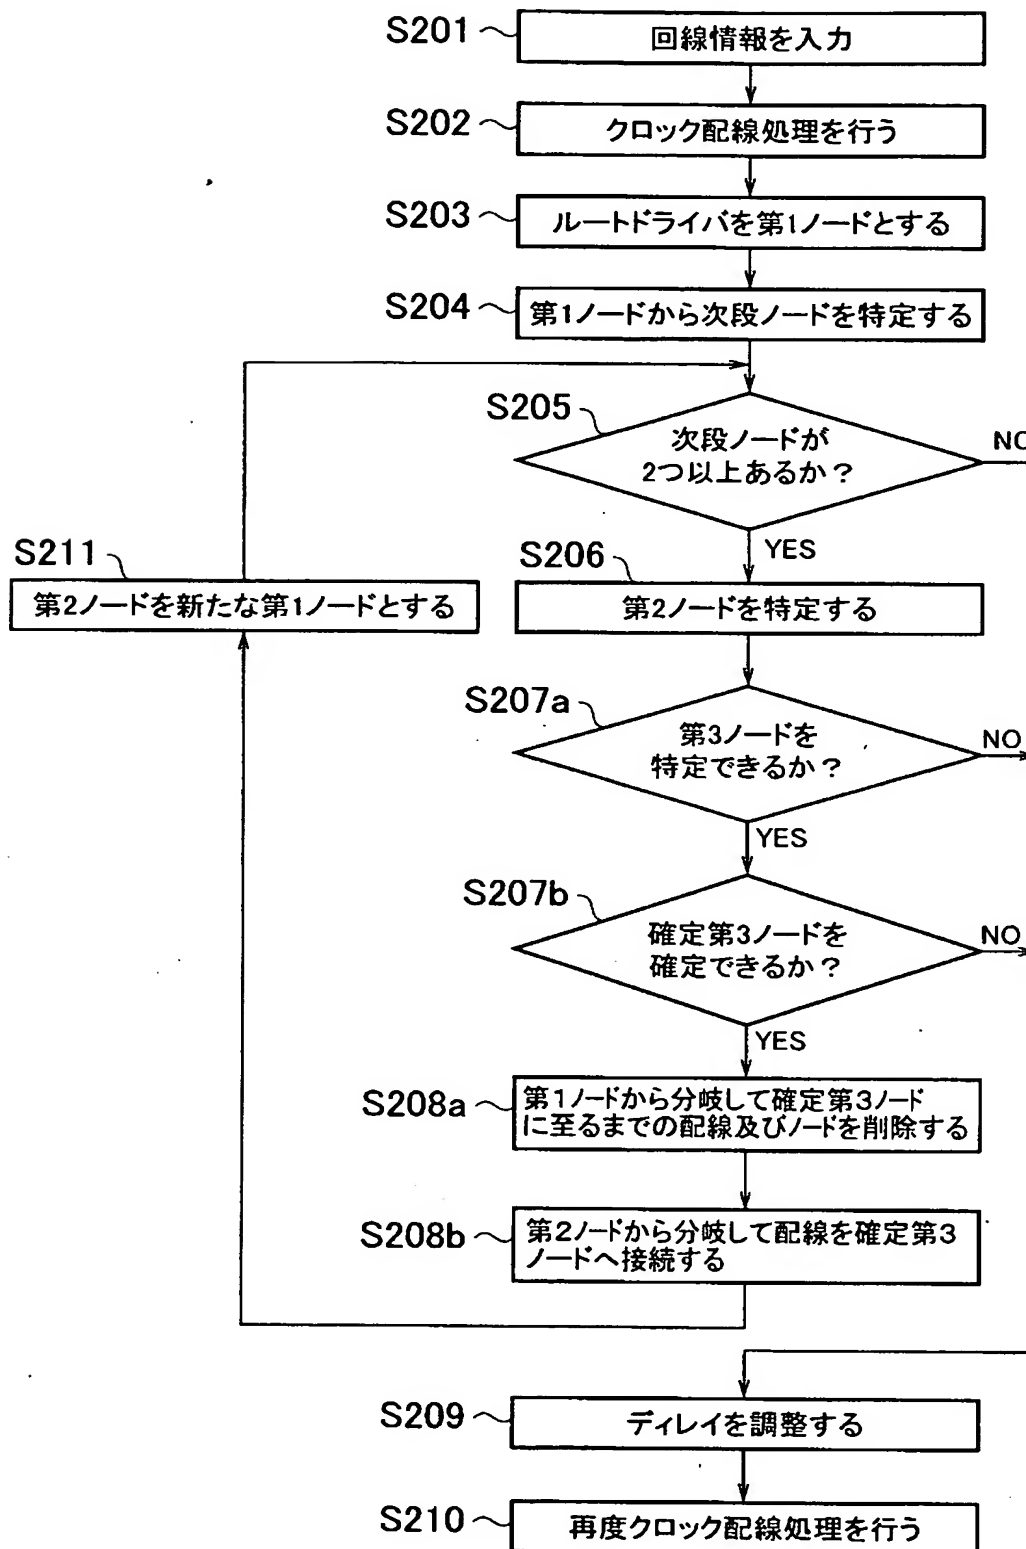 S201
回線情報を入力
S202
クロック配線処理を行う
S203
ルートドライバを第1ノードとする
S204
第1ノードから次段ノードを特定する
S205
次段ノードが
2つ以上あるか？
NO
YES
S211
第2ノードを新たな第1ノードとする
S206
第2ノードを特定する
S207a
第3ノードを
特定できるか？
NO
YES
S207b
確定第3ノードを
確定できるか？
NO
YES
S208a
第1ノードから分岐して確定第3ノード
に至るまでの配線及びノードを削除する
S208b
第2ノードから分岐して配線を確定第3
ノードへ接続する
S209
ディレイを調整する
S210
再度クロック配線処理を行う